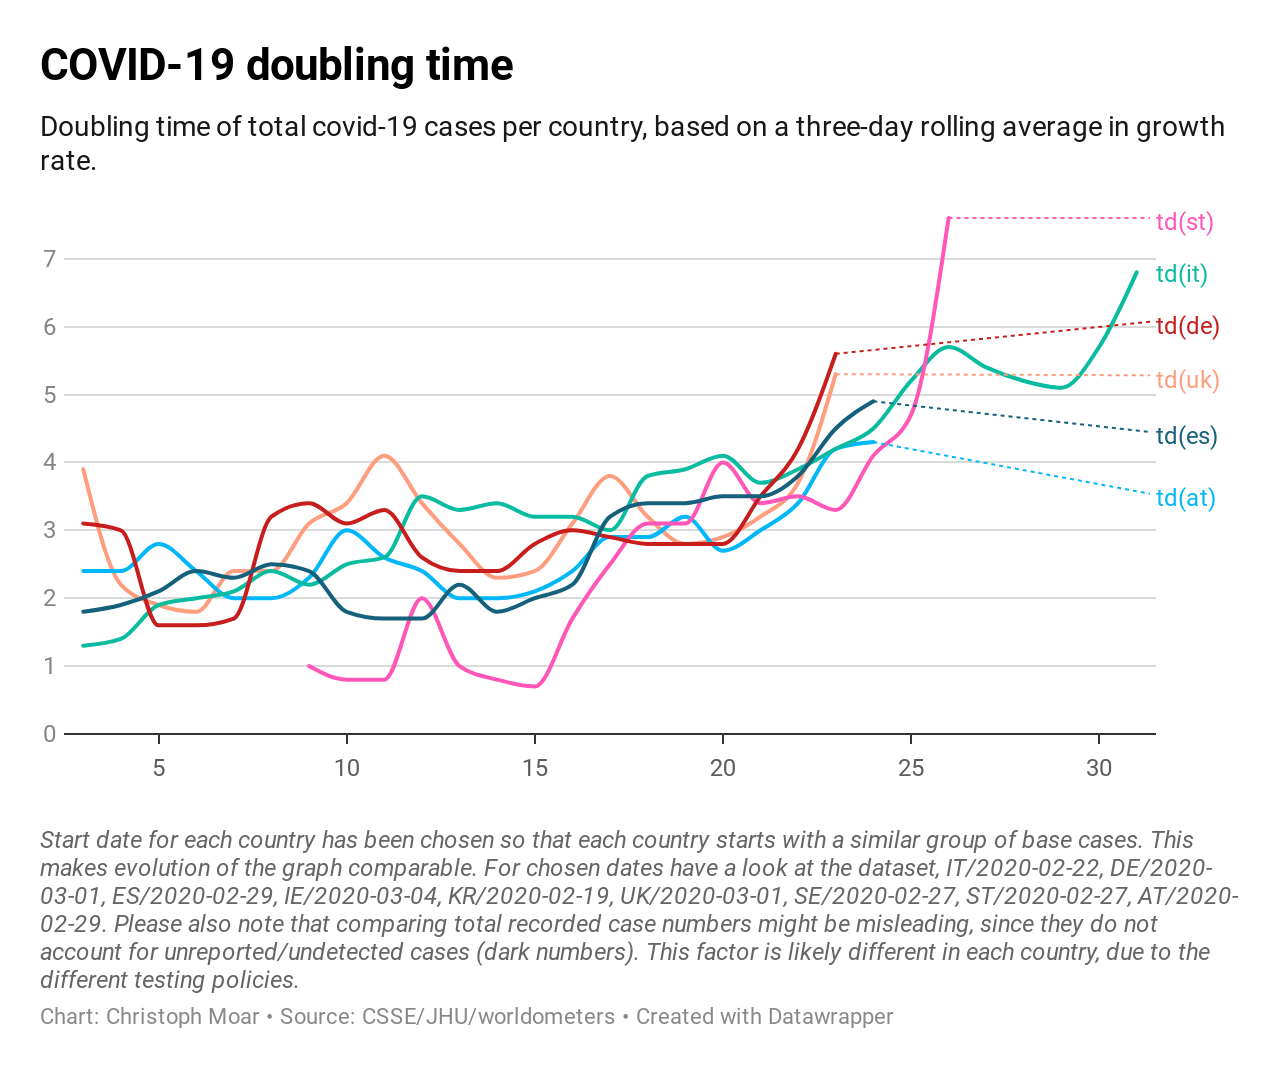 COVID-19 doubling time
Doubling time of total covid-19 cases per country, based on a three-day rolling average in growth
rate.
td(st)
7
td(it)
6
td(de)
td(uk)
5
td(es)
4
td(at)
3
2
1
0
5 10 15 20 25 30
Start date for each country has been chosen so that each country starts with a similar group of base cases. This
makes evolution of the graph comparable. For chosen dates have a look at the dataset, IT/2020-02-22, DE/2020-
03-01, ES/2020-02-29, IE/2020-03-04, KR/2020-02-19, UK/2020-03-01, SE/2020-02-27, ST/2020-02-27, AT/2020-
02-29. Please also note that comparing total recorded case numbers might be misleading, since they do not
account for unreported/undetected cases (dark numbers). This factor is likely different in each country, due to the
different testing policies.
Chart: Christoph Moar • Source: CSSE/JHU/worldometers • Created with Datawrapper